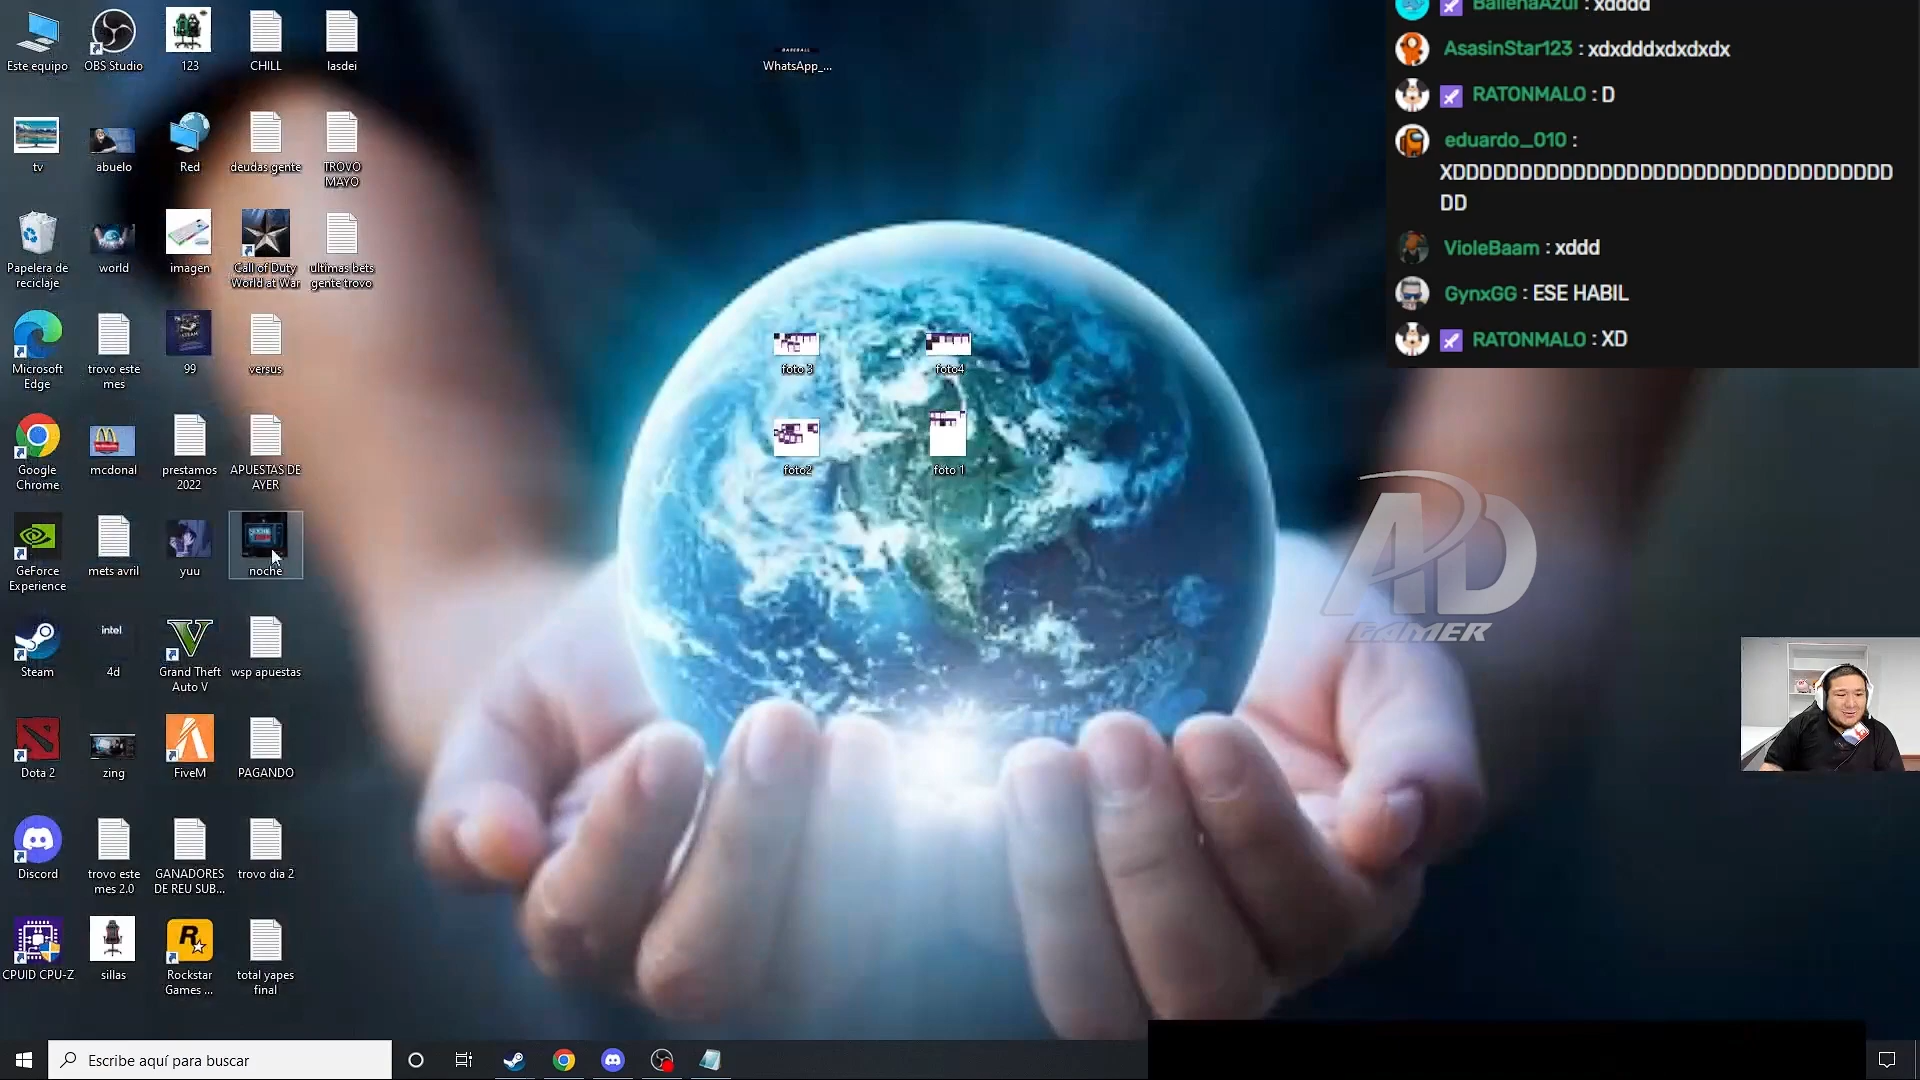 Este equipo
OBS Studio
123
CHILL
lasdei
WhatsApp_...
tv
abuelo
Red
deudas gente
TROVO
MAYO
Papelera de
reciclaje
world
imagen
Call of Duty
World at War
ultimas bets
gente trovo
Microsoft
Edge
trovo este
mes
99
versus
foto 3
foto4
Google
Chrome
mcdonal
prestamos
2022
APUESTAS DE
AYER
foto2
foto 1
GeForce
Experience
mets avril
yuu
noche
Steam
intel
4d
Grand Theft
Auto V
wsp apuestas
Dota 2
zing
FiveM
PAGANDO
Discord
trovo este
mes 2.0
GANADORES
DE REU SUB...
trovo dia 2
CPUID CPU-Z
sillas
Rockstar
Games ...
total yapes
final
BallenaAzul : xdddd
AsasinStar123 : xdxdddxdxdxdx
RATONMALO : D
eduardo_010 :
XDDDDDDDDDDDDDDDDDDDDDDDDDDDDDDDDDD
DD
VioleBaam : xddd
GynxGG : ESE HABIL
RATONMALO : XD
AD
GAMER
Escribe aquí para buscar